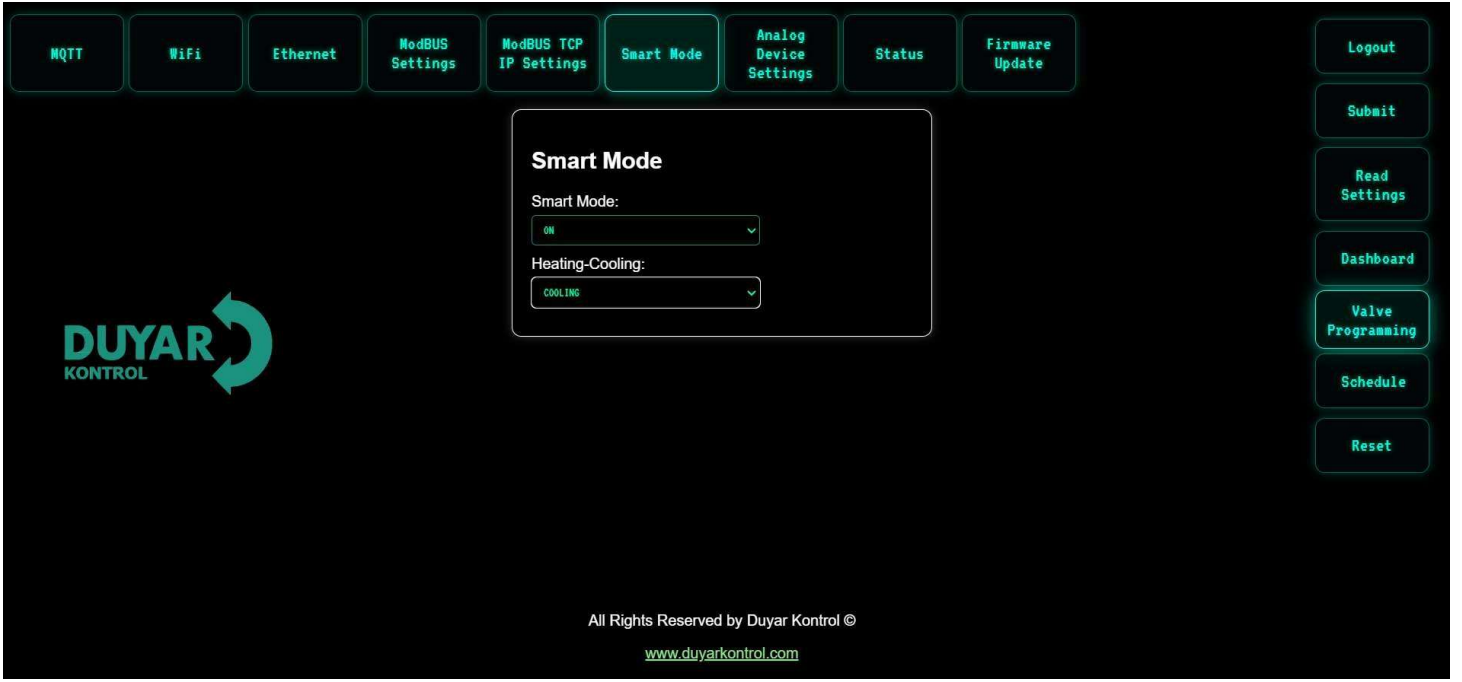 MQTT
WiFi
Ethernet
ModBUS
Settings
ModBUS TCP
IP Settings
Smart Mode
Analog
Device
Settings
Status
Firmware
Update
Logout
Submit
Read
Settings
Dashboard
Valve
Programming
Schedule
Reset
Smart Mode
Smart Mode:
ON
Heating-Cooling:
COOLING
DUYAR
KONTROL
All Rights Reserved by Duyar Kontrol ©
www.duyarkontrol.com